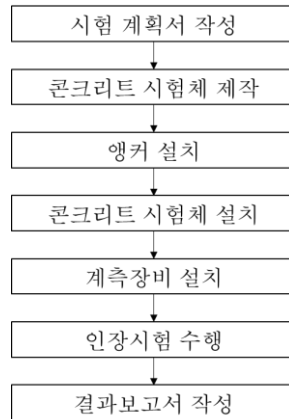 시험 계획서 작성
콘크리트 시험체 제작
앵커 설치
콘크리트 시험체 설치
계측장비 설치
인장시험 수행
결과보고서 작성